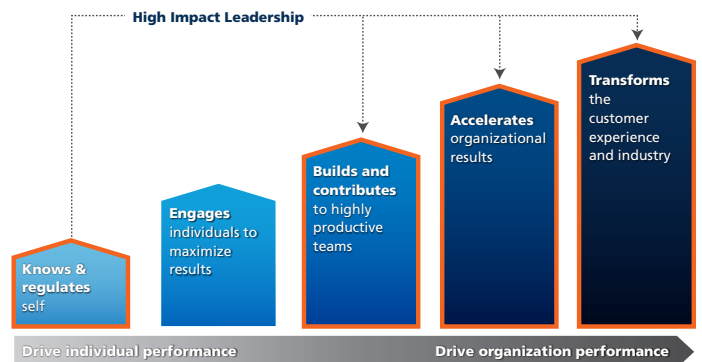 High Impact Leadership
Knows &
regulates
self
Engages
individuals to
maximize
results
Builds and
contributes
to highly
productive
teams
Accelerates
organizational
results
Transforms
the
customer
experience
and industry
Drive individual performance
Drive organization performance